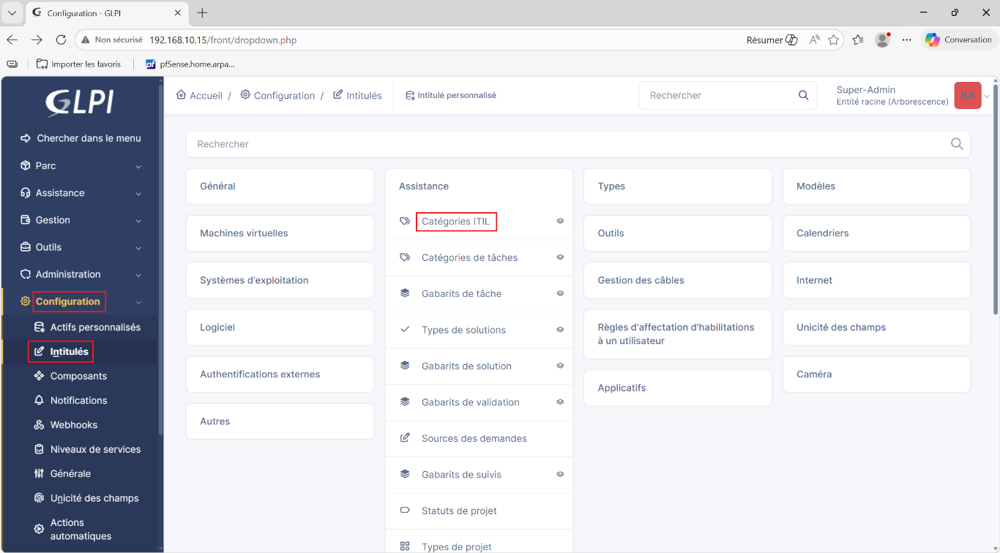 Configuration - GLPI
Non sécurisé 192.168.10.15/front/dropdown.php
Résumer
Conversation
Importer les favoris
pfSense.home.arpa...
GLPI
Chercher dans le menu
Parc
Assistance
Gestion
Outils
Administration
Configuration
Actifs personnalisés
Intitulés
Composants
Notifications
Webhooks
Niveaux de services
Générale
Unicité des champs
Actions
automatiques
Accueil / Configuration / Intitulés
Intitulé personnalisé
Rechercher
Super-Admin
Entité racine (Arborescence)
BA
Rechercher
Général
Machines virtuelles
Systèmes d'exploitation
Logiciel
Authentifications externes
Autres
Assistance
Catégories ITIL
Catégories de tâches
Gabarits de tâche
Types de solutions
Gabarits de solution
Gabarits de validation
Sources des demandes
Gabarits de suivis
Statuts de projet
Types de projet
Types
Outils
Gestion des câbles
Règles d'affectation d'habilitations
à un utilisateur
Applicatifs
Modèles
Calendriers
Internet
Unicité des champs
Caméra